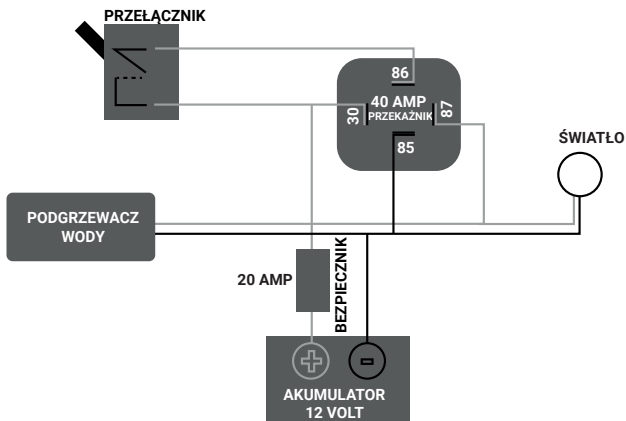 PRZEŁĄCZNIK
86
40 AMP
PRZEKAŹNIK
30
87
85
ŚWIATŁO
PODGRZEWACZ
WODY
20 AMP
BEZPIECZNIK
AKUMULATOR
12 VOLT